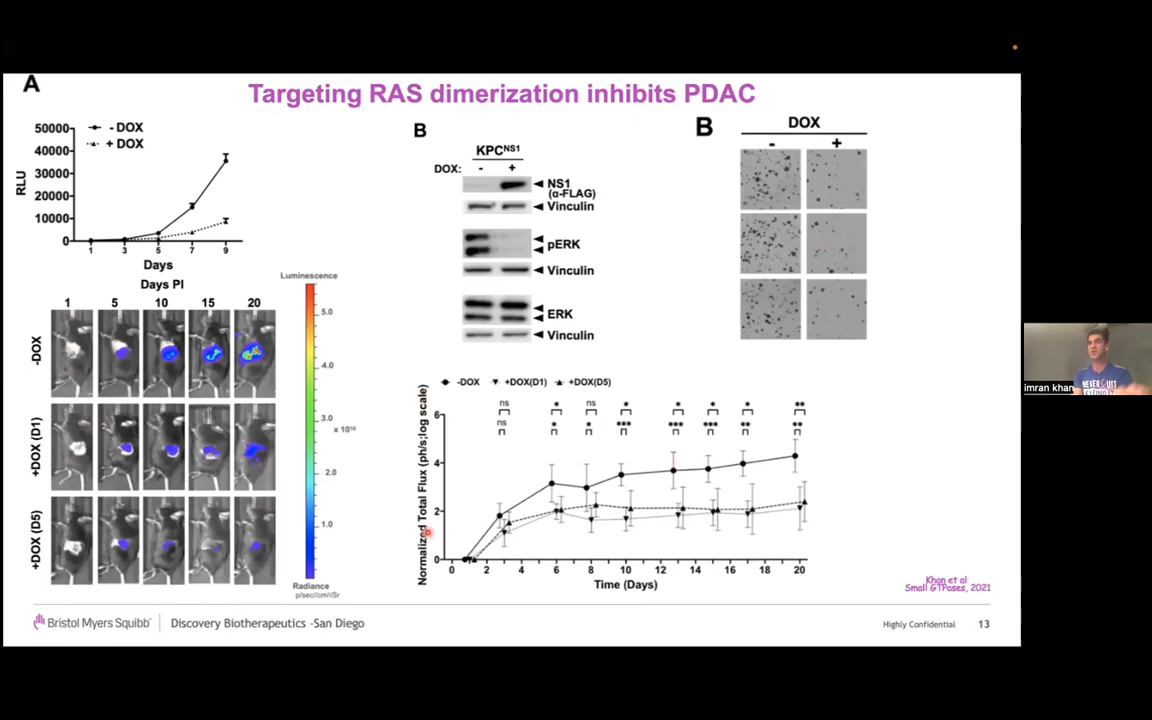 A
Targeting RAS dimerization inhibits PDAC
50000
40000
30000
20000
10000
0
RLU
- DOX
+ DOX
1 3 5 7 9
Days
Days PI
1 5 10 15 20
-DOX
+DOX (D1)
+DOX (D5)
Luminescence
5.0
4.0
3.0
2.0
1.0
Radiance
p/sec/cm²/Sr
B
KPC^NS1
DOX: - +
NS1
(α-FLAG)
Vinculin
pERK
Vinculin
ERK
Vinculin
B
DOX
- +
-DOX +DOX(D1) +DOX(D5)
ns * ns * * * * **
ns * * *** *** *** ** **
Normalized Total Flux (ph/s;log scale)
6
4
2
0
0 2 4 6 8 10 12 14 16 18 20
Time (Days)
Khan et al
Small GTPases, 2021
Bristol Myers Squibb
Discovery Biotherapeutics -San Diego
Highly Confidential 13
imran khan